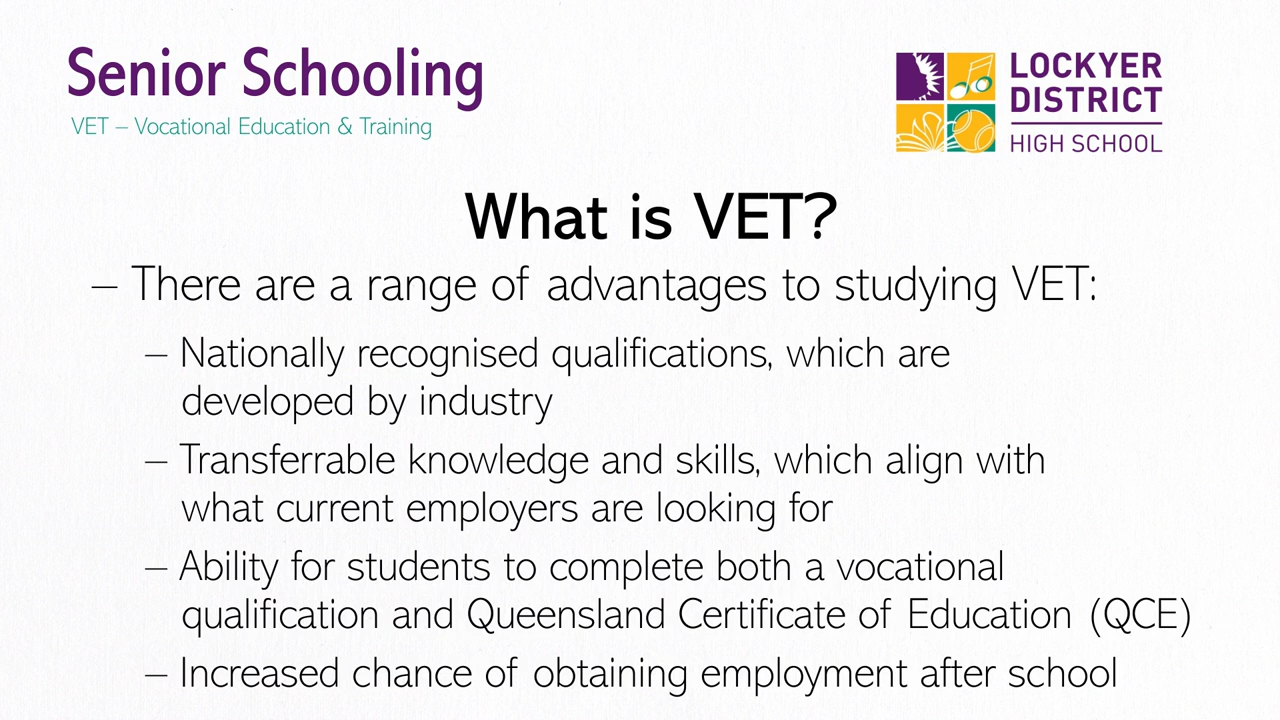 Senior Schooling
VET – Vocational Education & Training
LOCKYER
DISTRICT
HIGH SCHOOL
What is VET?
– There are a range of advantages to studying VET:
– Nationally recognised qualifications, which are
developed by industry
– Transferrable knowledge and skills, which align with
what current employers are looking for
– Ability for students to complete both a vocational
qualification and Queensland Certificate of Education (QCE)
– Increased chance of obtaining employment after school